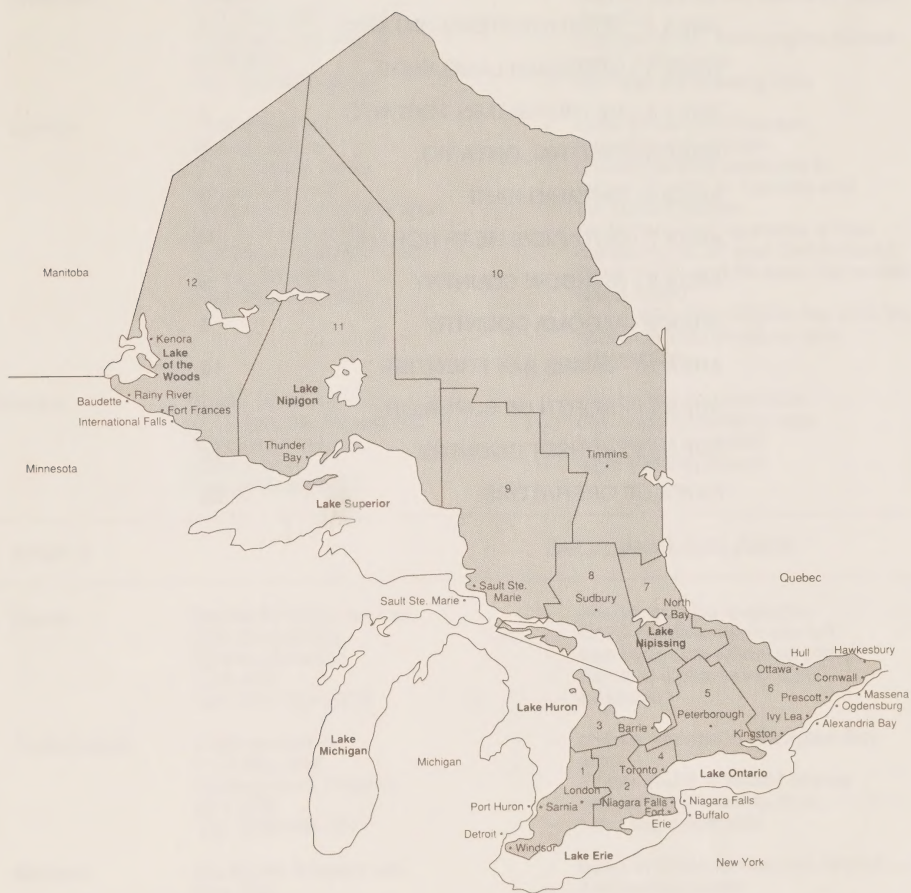 10
Manitoba
12
11
Kenora
Lake
of the
Woods
Lake
Nipigon
Rainy River
Baudette
Fort Frances
International Falls
Thunder
Bay
Timmins
Minnesota
9
Lake Superior
8
7
Quebec
Sault Ste.
Marie
Sudbury
North
Bay
Sault Ste. Marie
Lake
Nipissing
Hull
Hawkesbury
Ottawa
Cornwall
6
5
Prescott
Massena
Ogdensburg
Lake Huron
Peterborough
Ivy Lea
Alexandria Bay
3
Barrie
Kingston
Lake
Michigan
Michigan
4
Toronto
Lake Ontario
1
2
London
Port Huron
Sarnia
Niagara Falls
Niagara Falls
Fort
Erie
Buffalo
Detroit
Windsor
Lake Erie
New York